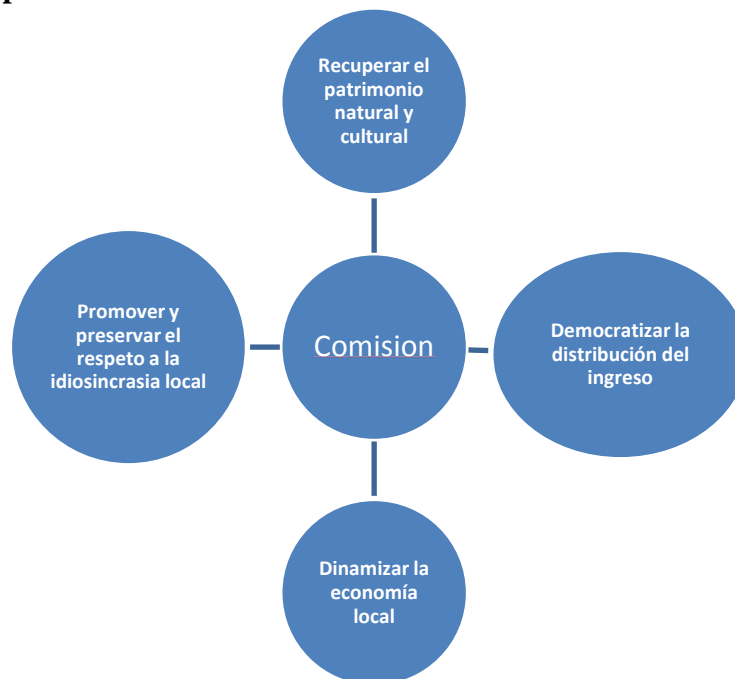 Recuperar el
patrimonio
natural y
cultural
Promover y
preservar el
respeto a la
idiosincrasia local
Comision
Democratizar la
distribución del
ingreso
Dinamizar la
economía
local